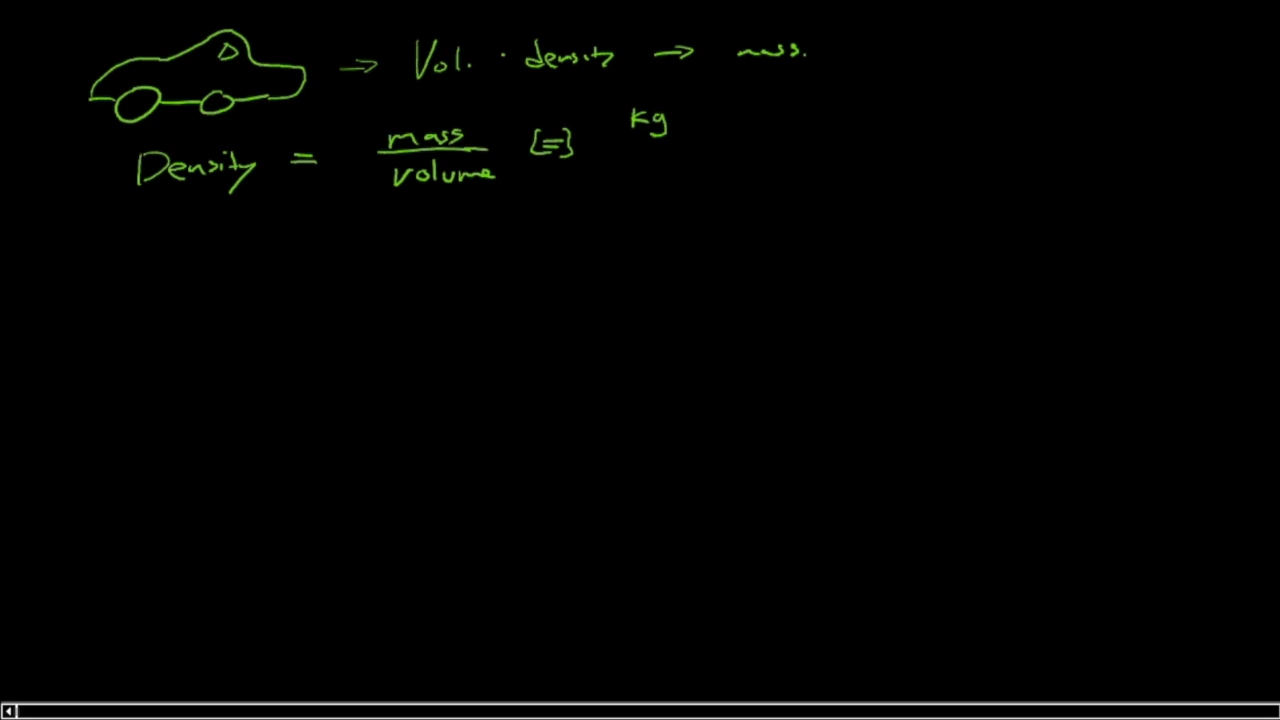 → Vol. · density → mass.
Density = mass / volume [=] kg